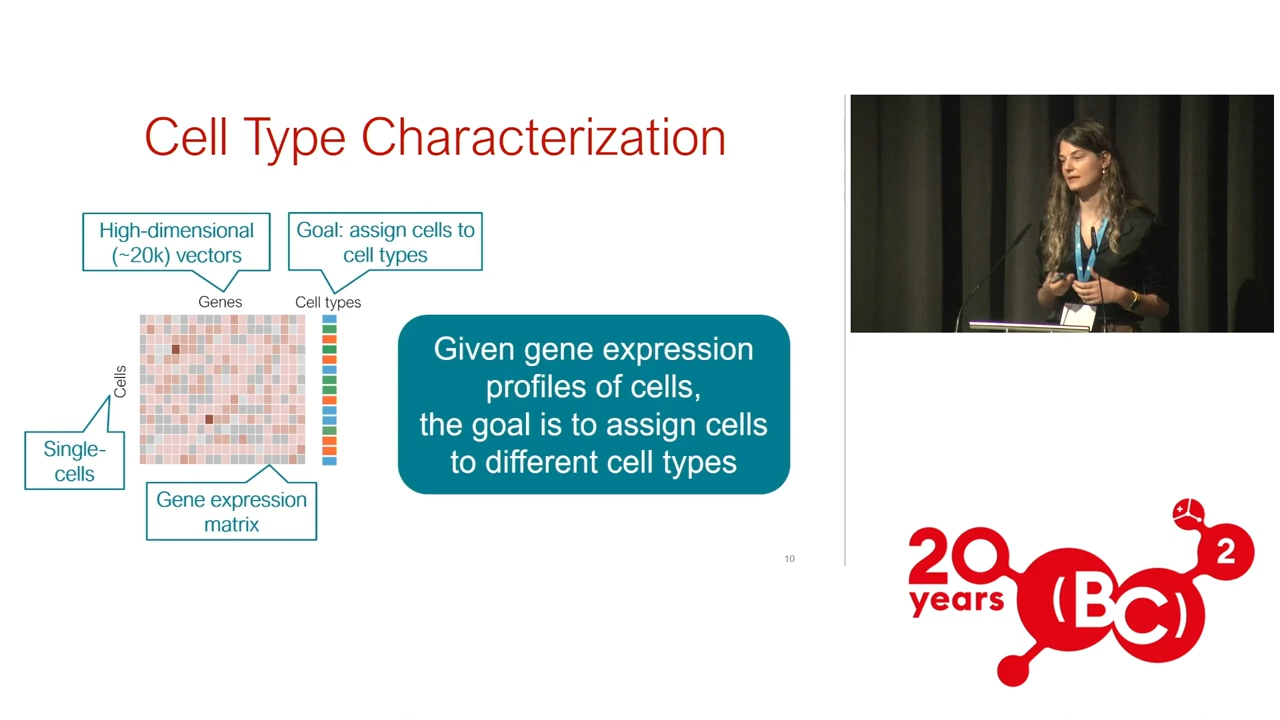 Cell Type Characterization
High-dimensional
(~20k) vectors
Goal: assign cells to
cell types
Genes
Cell types
Cells
Single-
cells
Gene expression
matrix
Given gene expression
profiles of cells,
the goal is to assign cells
to different cell types
10
20
years
(BC)
2